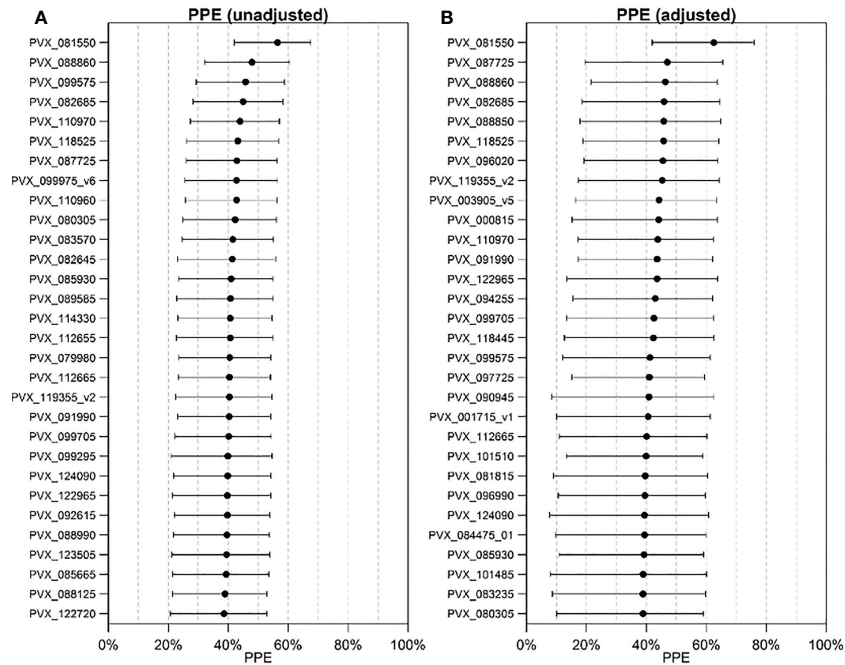 A
PPE (unadjusted)
PVX_081550
PVX_088860
PVX_099575
PVX_082685
PVX_110970
PVX_118525
PVX_087725
PVX_099975_v6
PVX_110960
PVX_080305
PVX_083570
PVX_082645
PVX_085930
PVX_089585
PVX_114330
PVX_112655
PVX_079980
PVX_112665
PVX_119355_v2
PVX_091990
PVX_099705
PVX_099295
PVX_124090
PVX_122965
PVX_092615
PVX_088990
PVX_123505
PVX_085665
PVX_088125
PVX_122720
0% 20% 40% 60% 80% 100%
PPE
B
PPE (adjusted)
PVX_081550
PVX_087725
PVX_088860
PVX_082685
PVX_088850
PVX_118525
PVX_096020
PVX_119355_v2
PVX_003905_v5
PVX_000815
PVX_110970
PVX_091990
PVX_122965
PVX_094255
PVX_099705
PVX_118445
PVX_099575
PVX_097725
PVX_090945
PVX_001715_v1
PVX_112665
PVX_101510
PVX_081815
PVX_096990
PVX_124090
PVX_084475_01
PVX_085930
PVX_101485
PVX_083235
PVX_080305
0% 20% 40% 60% 80% 100%
PPE